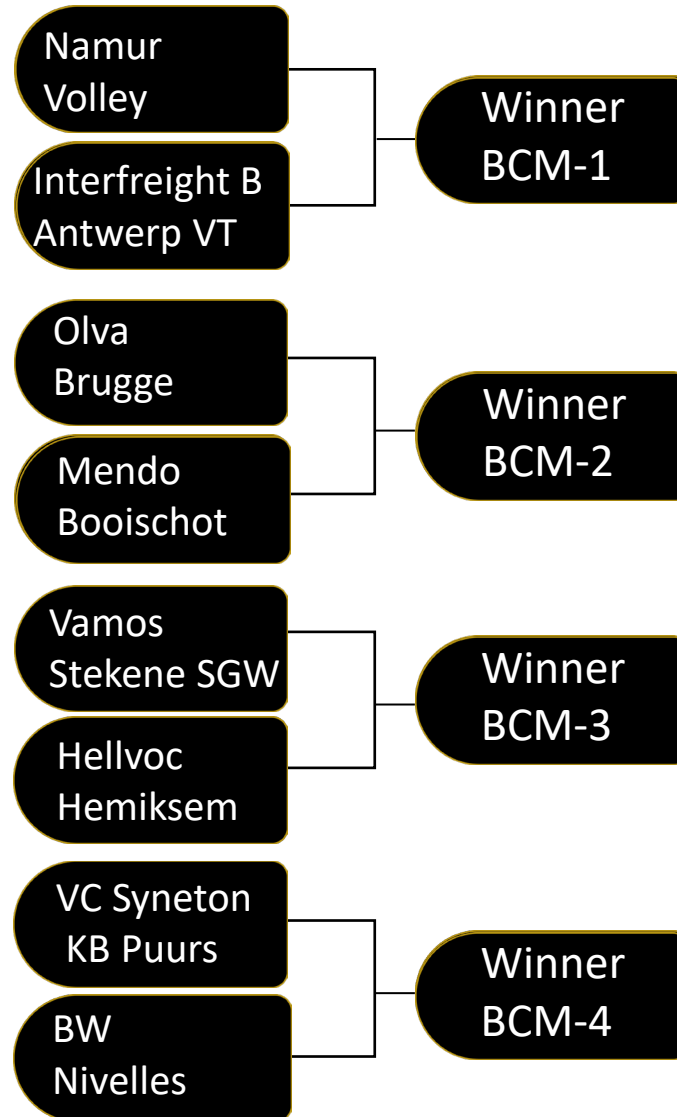 Namur
Volley
Interfreight B
Antwerp VT
Winner
BCM-1
Olva
Brugge
Mendo
Booischot
Winner
BCM-2
Vamos
Stekene SGW
Hellvoc
Hemiksem
Winner
BCM-3
VC Syneton
KB Puurs
BW
Nivelles
Winner
BCM-4